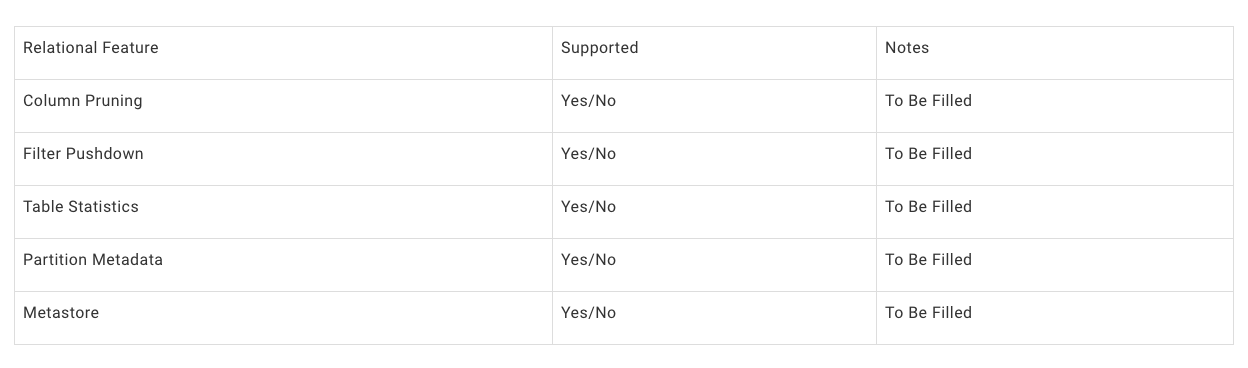 Relational Feature Supported Notes
Column Pruning Yes/No To Be Filled
Filter Pushdown Yes/No To Be Filled
Table Statistics Yes/No To Be Filled
Partition Metadata Yes/No To Be Filled
Metastore Yes/No To Be Filled